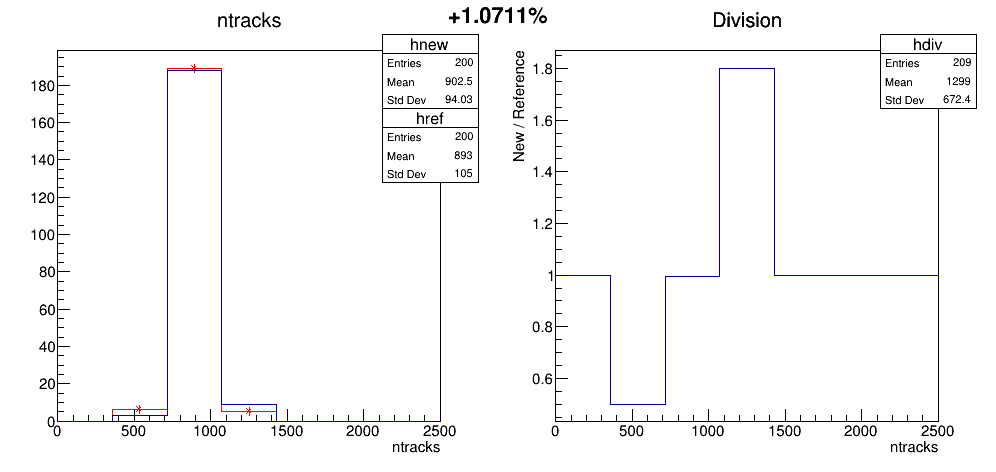 +1.0711%
ntracks
hnew
Entries 200
Mean 902.5
Std Dev 94.03
href
Entries 200
Mean 893
Std Dev 105
180
160
140
120
100
80
60
40
20
0
0 500 1000 1500 2000 2500
ntracks
Division
hdiv
Entries 209
Mean 1299
Std Dev 672.4
New / Reference
1.8
1.6
1.4
1.2
1
0.8
0.6
0 500 1000 1500 2000 2500
ntracks